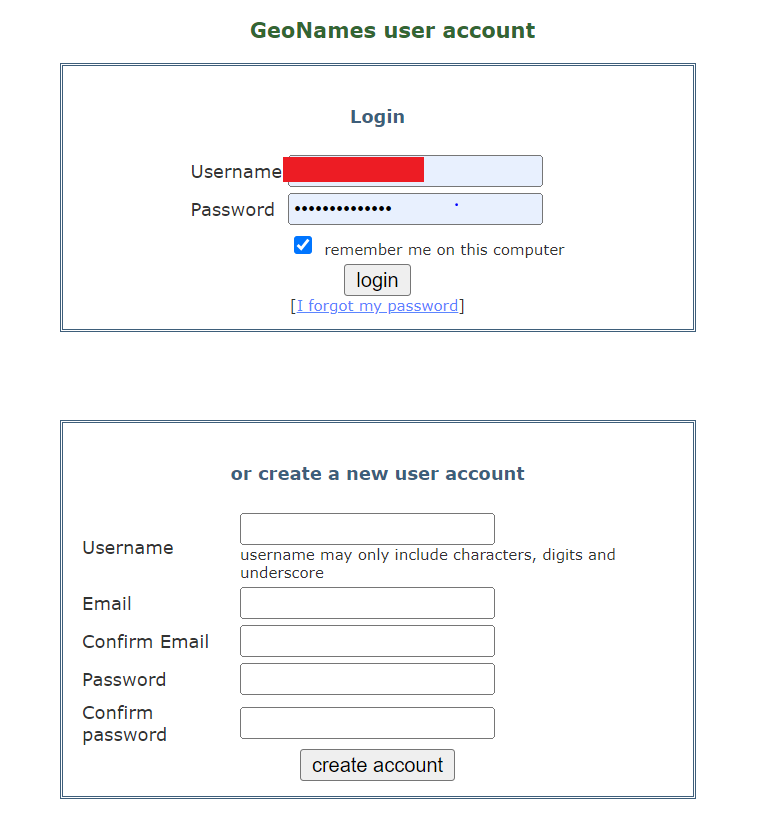 GeoNames user account
Login
Username
Password ••••••••••••••
remember me on this computer
login
[I forgot my password]
or create a new user account
Username
username may only include characters, digits and
underscore
Email
Confirm Email
Password
Confirm
password
create account